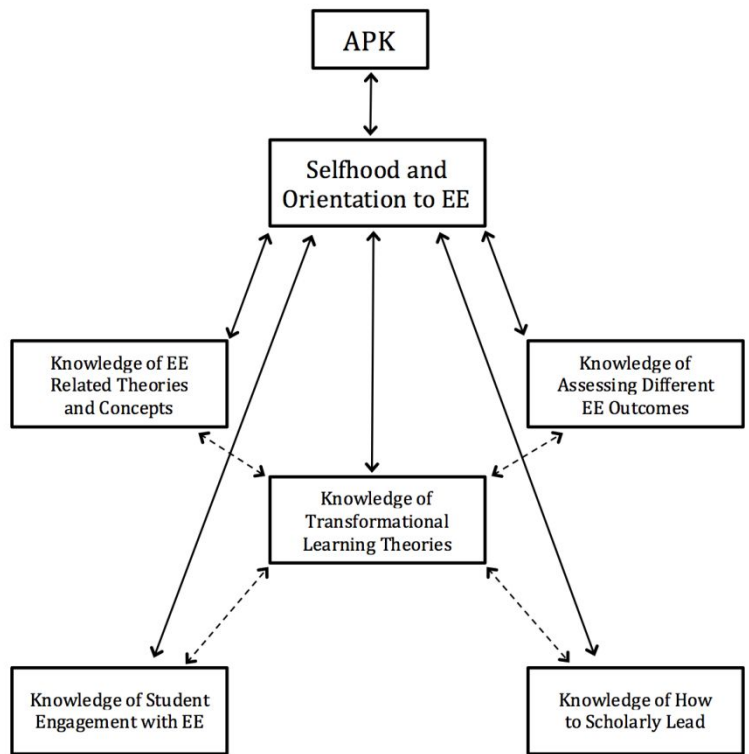 APK
Selfhood and
Orientation to EE
Knowledge of EE
Related Theories
and Concepts
Knowledge of
Assessing Different
EE Outcomes
Knowledge of
Transformational
Learning Theories
Knowledge of Student
Engagement with EE
Knowledge of How
to Scholarly Lead